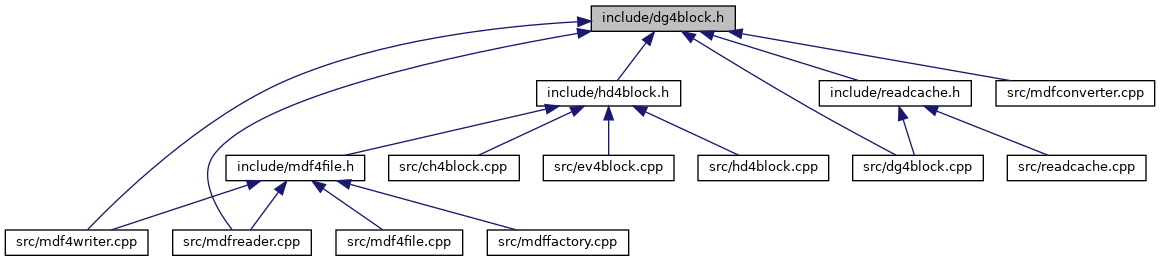 include/dg4block.h
include/hd4block.h
include/readcache.h
src/mdfconverter.cpp
include/mdf4file.h
src/ch4block.cpp
src/ev4block.cpp
src/hd4block.cpp
src/dg4block.cpp
src/readcache.cpp
src/mdf4writer.cpp
src/mdfreader.cpp
src/mdf4file.cpp
src/mdffactory.cpp